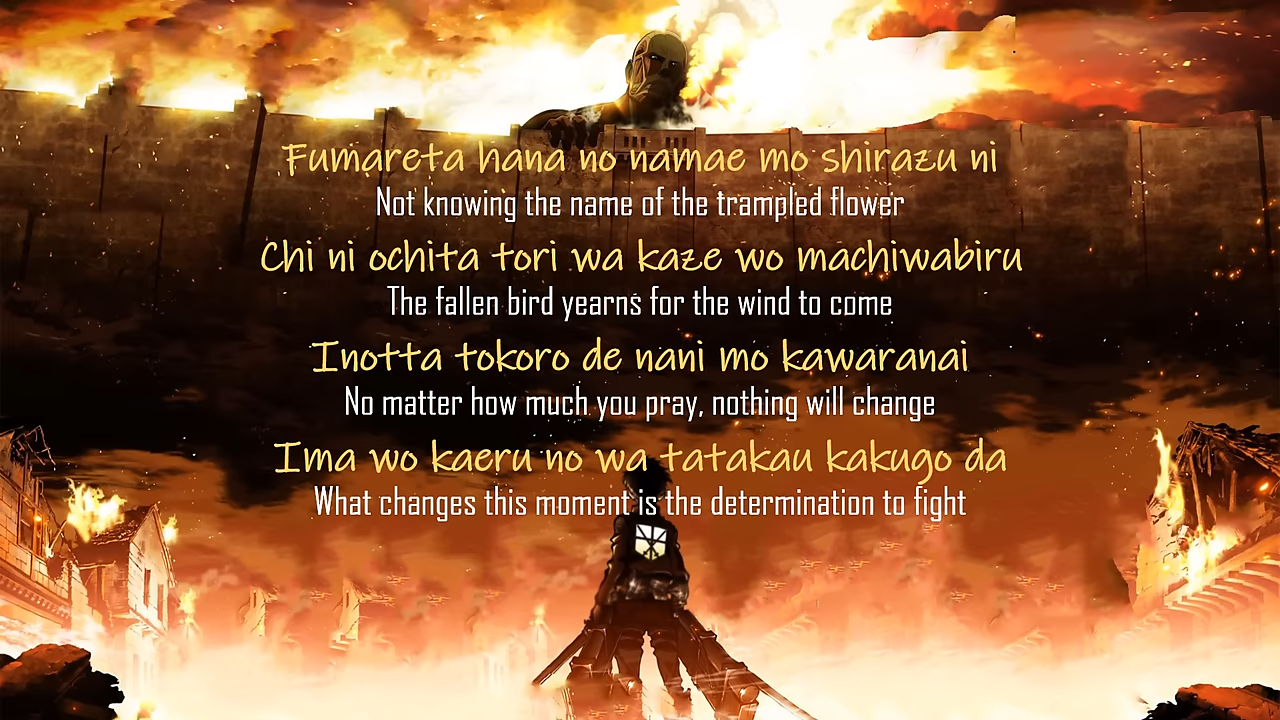 Fumareta hana no namae mo shirazu ni
Not knowing the name of the trampled flower
Chi ni ochita tori wa kaze wo machiwabiru
The fallen bird yearns for the wind to come
Inotta tokoro de nani mo kawaranai
No matter how much you pray, nothing will change
Ima wo kaeru no wa tatakau kakugo da
What changes this moment is the determination to fight